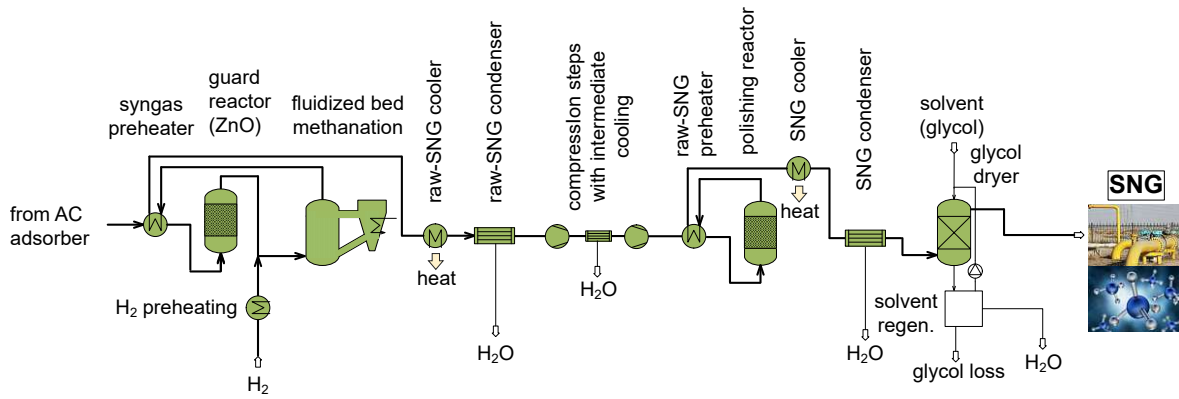 syngas
preheater
guard
reactor
(ZnO)
fluidized bed
methanation
raw-SNG cooler
raw-SNG condenser
compression steps
with intermediate
cooling
raw-SNG
preheater
polishing reactor
SNG cooler
SNG condenser
solvent
(glycol)
glycol
dryer
SNG
from AC
adsorber
M
heat
M
heat
H₂O
H₂ preheating
H₂
H₂O
H₂O
solvent
regen.
glycol loss
H₂O